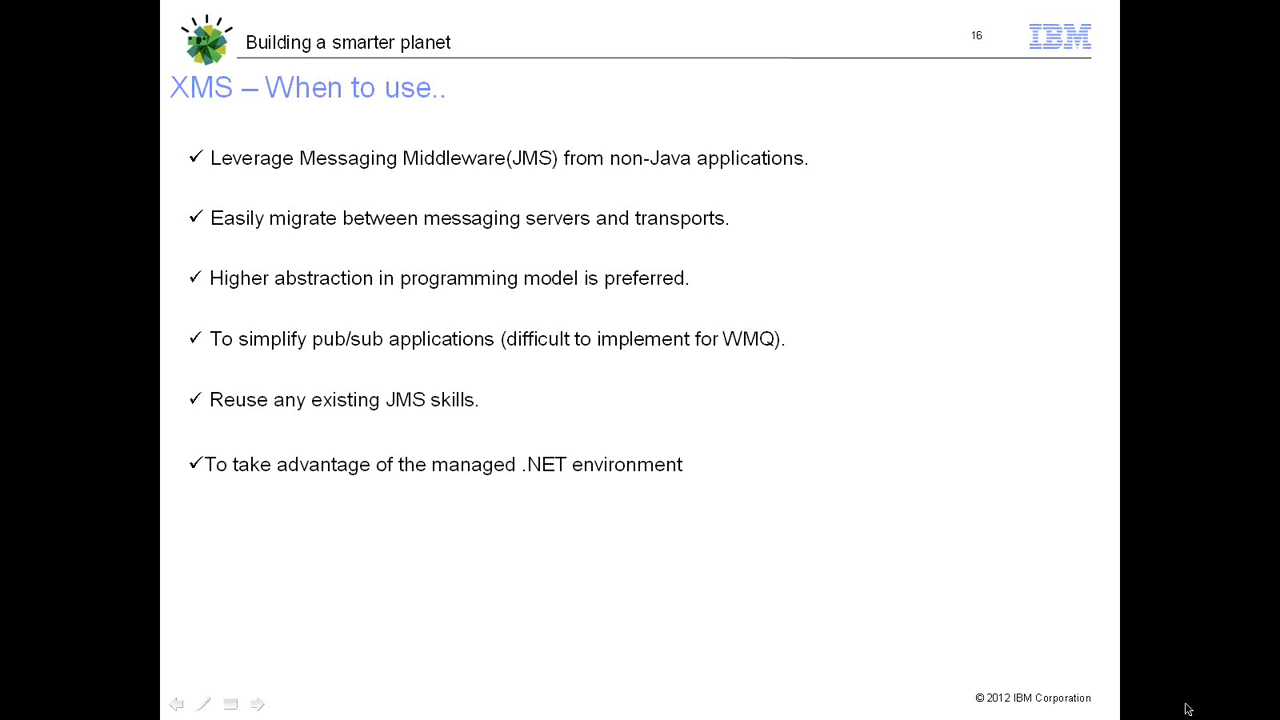 Building a smarter planet
16
IBM
XMS – When to use..
✓ Leverage Messaging Middleware(JMS) from non-Java applications.
✓ Easily migrate between messaging servers and transports.
✓ Higher abstraction in programming model is preferred.
✓ To simplify pub/sub applications (difficult to implement for WMQ).
✓ Reuse any existing JMS skills.
✓To take advantage of the managed .NET environment
© 2012 IBM Corporation